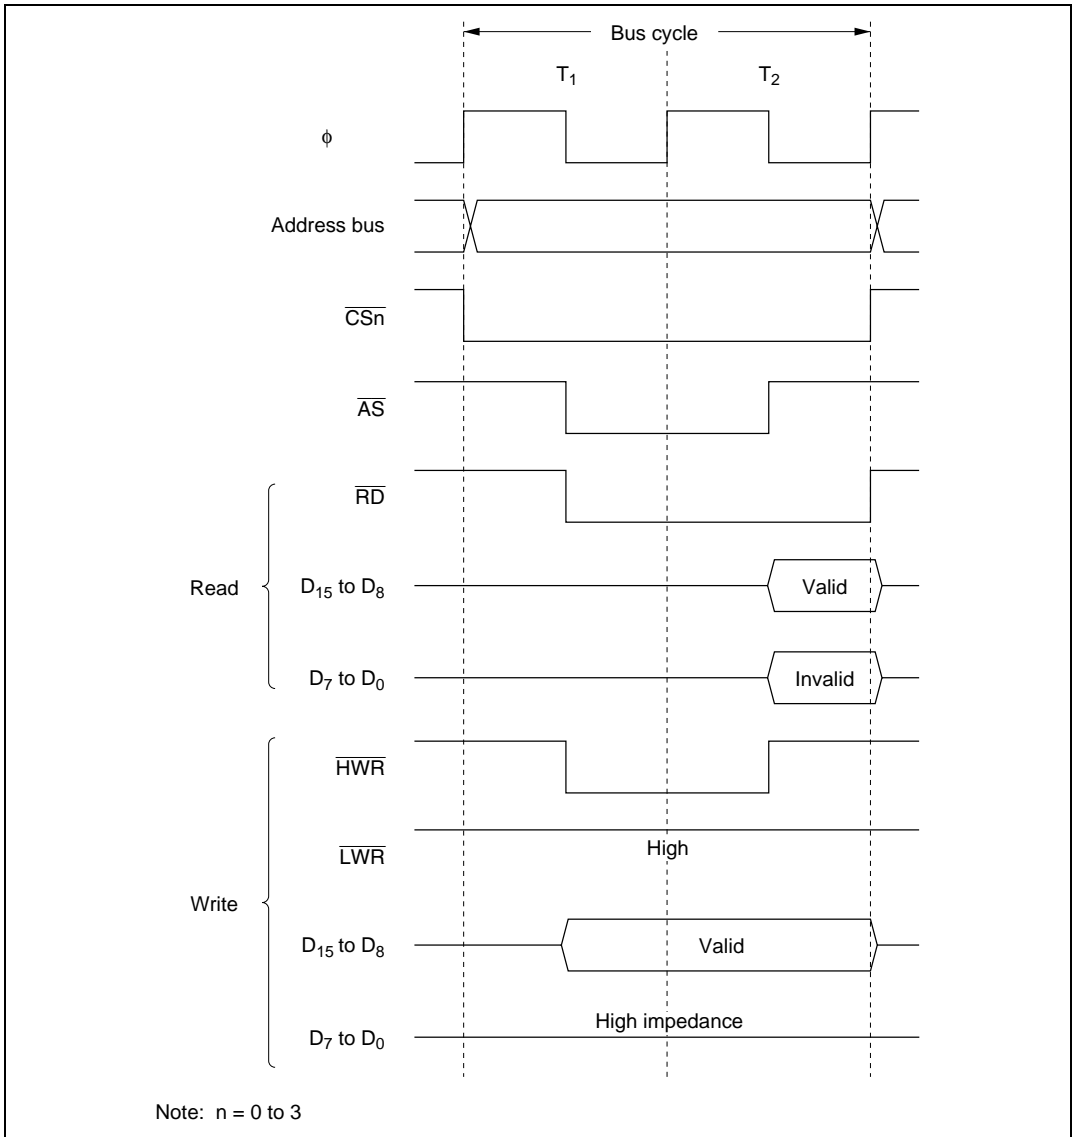 Bus cycle
T1 T2
φ
Address bus
CSn
AS
RD
Read
D15 to D8
Valid
D7 to D0
Invalid
HWR
LWR
High
Write
D15 to D8
Valid
D7 to D0
High impedance
Note: n = 0 to 3